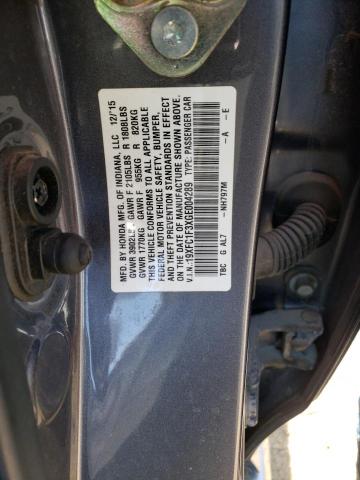 MFD. BY HONDA MFG. OF INDIANA, LLC 12/15
GVWR 3902LBS GAWR F 2105LBS R 1808LBS
GVWR 1770KG GAWR F 955KG R 820KG
THIS VEHICLE CONFORMS TO ALL APPLICABLE
FEDERAL MOTOR VEHICLE SAFETY, BUMPER,
AND THEFT PREVENTION STANDARDS IN EFFECT
ON THE DATE OF MANUFACTURE SHOWN ABOVE.
V.I.N.: 19XFC1F3XGE004289 TYPE: PASSENGER CAR
TBC G AL7 — NH797M — A — E